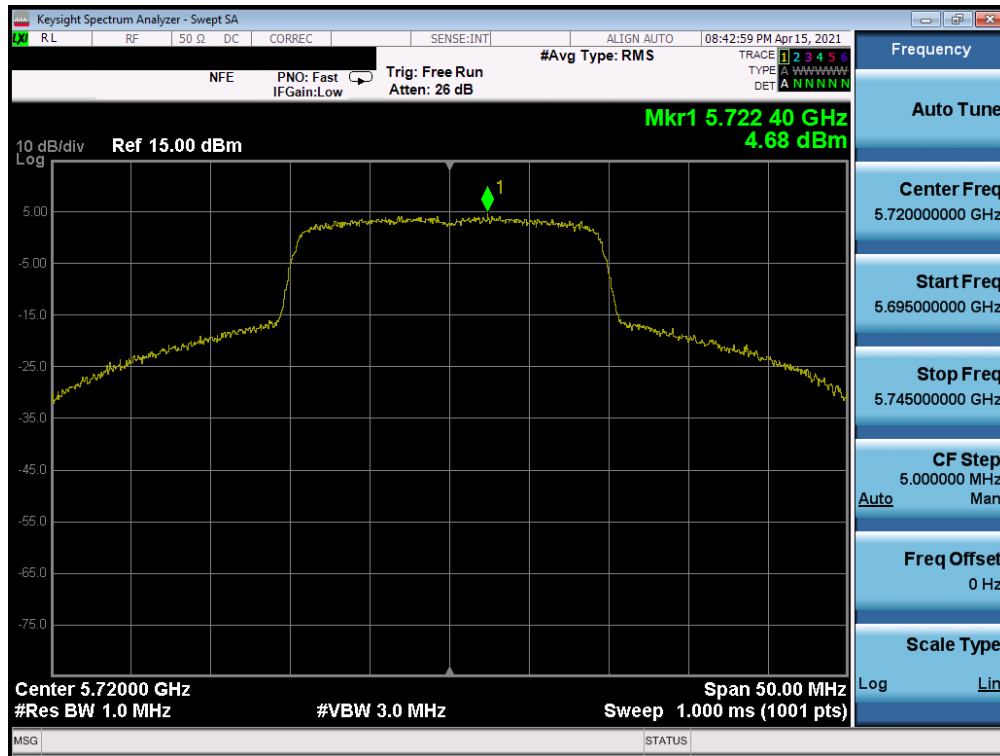 Keysight Spectrum Analyzer - Swept SA
LXI RL RF 50 Ω DC CORREC SENSE:INT ALIGN AUTO 08:42:59 PM Apr 15, 2021
#Avg Type: RMS
TRACE 1 2 3 4 5 6
TYPE A WWWWW
DET A N N N N N
NFE PNO: Fast Trig: Free Run
IFGain:Low Atten: 26 dB
Mkr1 5.722 40 GHz
4.68 dBm
10 dB/div Ref 15.00 dBm
Log
1
5.00
-5.00
-15.0
-25.0
-35.0
-45.0
-55.0
-65.0
-75.0
Center 5.72000 GHz Span 50.00 MHz
#Res BW 1.0 MHz #VBW 3.0 MHz Sweep 1.000 ms (1001 pts)
MSG STATUS
Frequency
Auto Tune
Center Freq
5.720000000 GHz
Start Freq
5.695000000 GHz
Stop Freq
5.745000000 GHz
CF Step
5.000000 MHz
Auto Man
Freq Offset
0 Hz
Scale Type
Log Lin